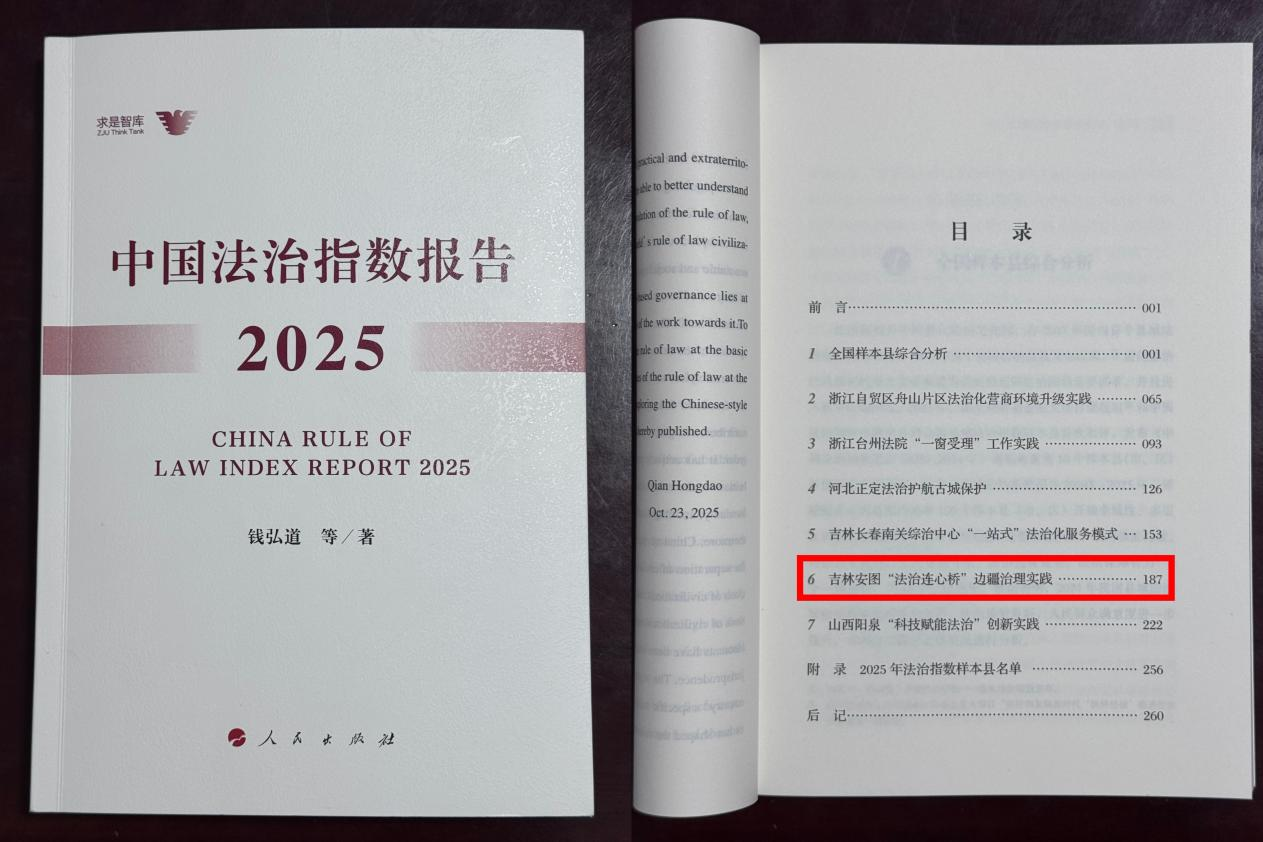 求是智库
ZJU Think Tank
中国法治指数报告
2025
CHINA RULE OF
LAW INDEX REPORT 2025
钱弘道 等／著
人民出版社
and extraterrito-
able to better understand
of the rule of law,
's rule of law civiliza-
governance lies at
the work towards it.To
rule of law at the basic
of the rule of law at the
the Chinese-style
published.
Qian Hongdao
Oct. 23, 2025
目 录
前 言 …… 001
1 全国样本县综合分析 …… 001
2 浙江自贸区舟山片区法治化营商环境升级实践 …… 065
3 浙江台州法院“一窗受理”工作实践 …… 093
4 河北正定法治护航古城保护 …… 126
5 吉林长春南关综治中心“一站式”法治化服务模式 … 153
6 吉林安图“法治连心桥”边疆治理实践 …… 187
7 山西阳泉“科技赋能法治”创新实践 …… 222
附 录 2025 年法治指数样本县名单 …… 256
后 记 …… 260